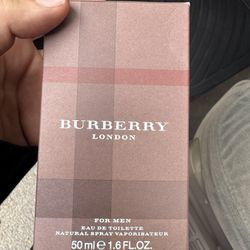 BURBERRY
LONDON
FOR MEN
EAU DE TOILETTE
NATURAL SPRAY VAPORISATEUR
50 ml ℮ 1.6 FL.OZ.